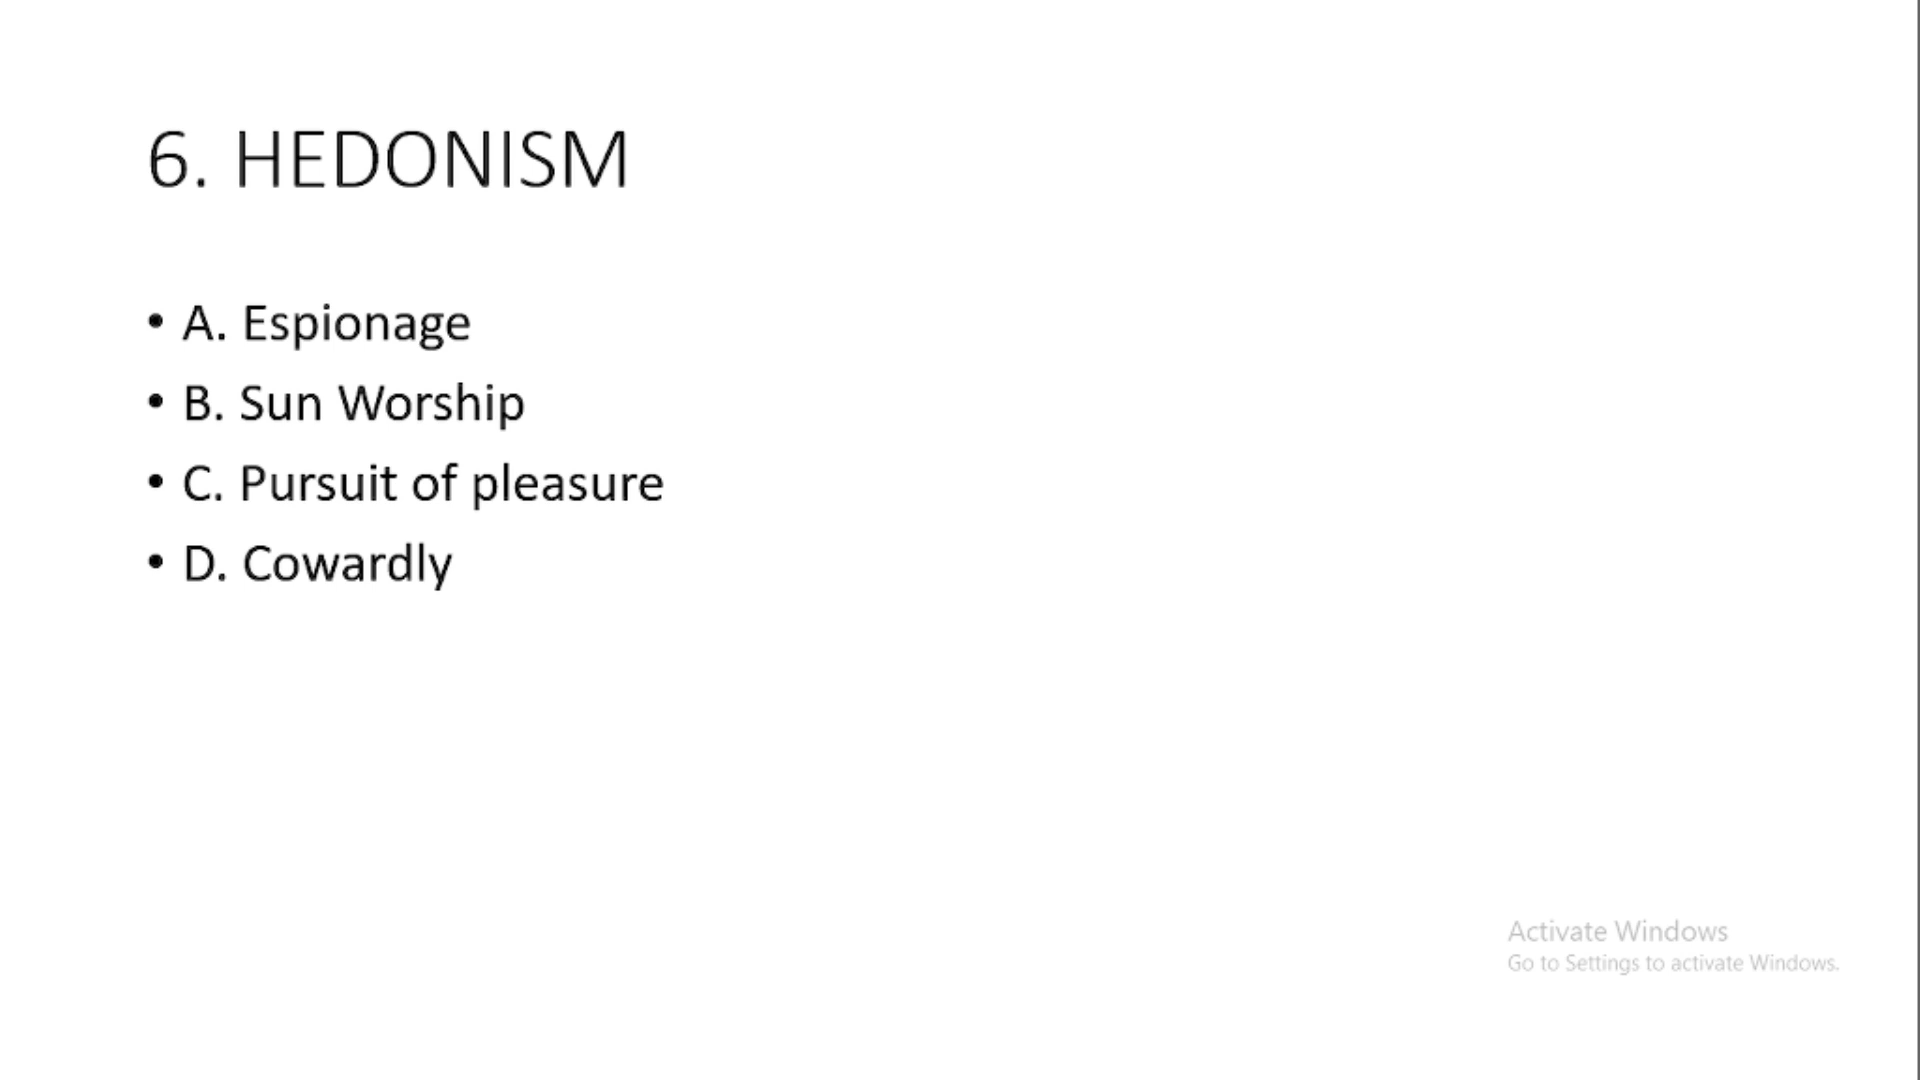 6. HEDONISM
• A. Espionage
• B. Sun Worship
• C. Pursuit of pleasure
• D. Cowardly
Activate Windows
Go to Settings to activate Windows.